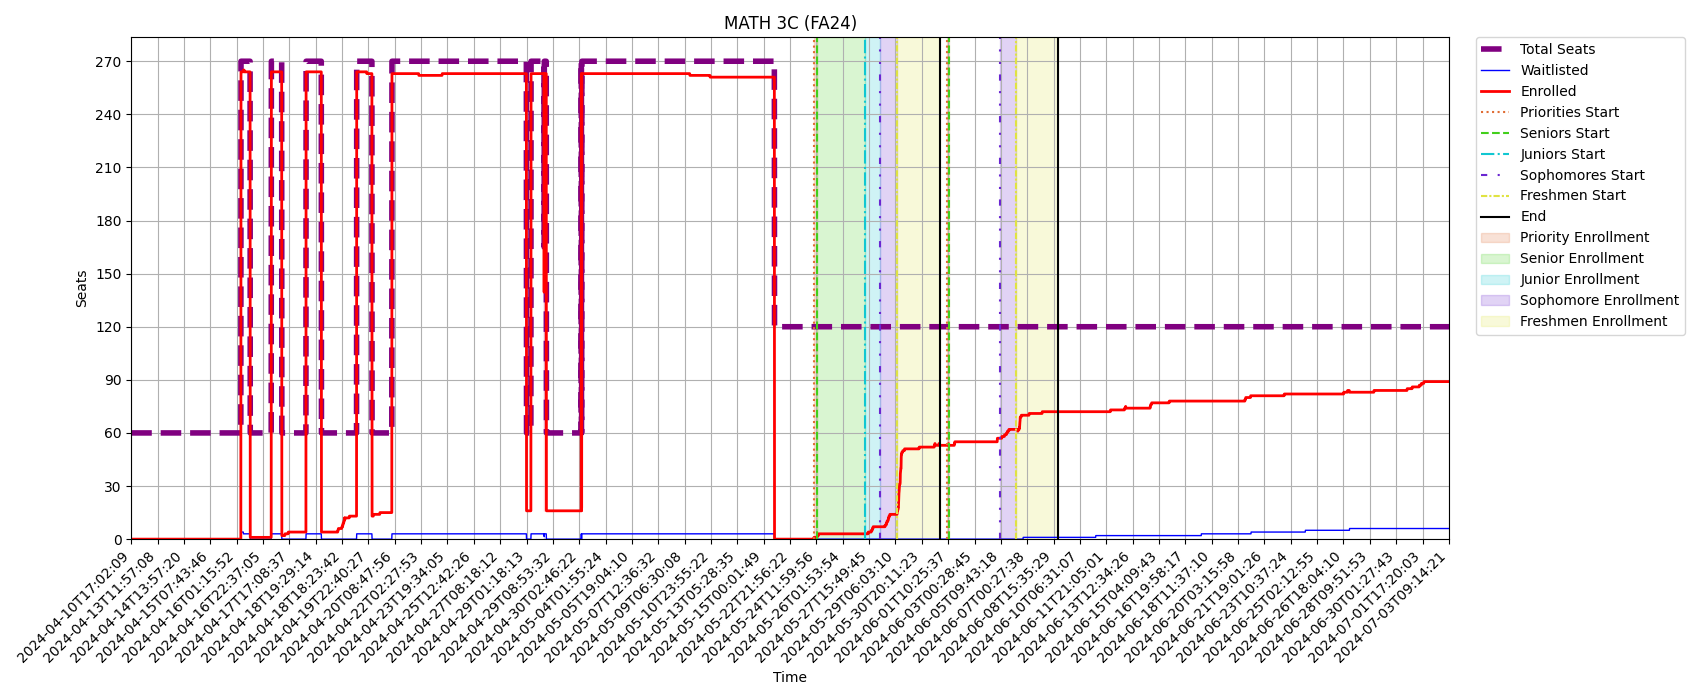 MATH 3C (FA24)
Seats
270
240
210
180
150
120
90
60
30
0
2024-04-10T17:02:09
2024-04-13T11:57:08
2024-04-14T13:57:20
2024-04-15T07:43:46
2024-04-16T01:15:52
2024-04-16T22:37:05
2024-04-17T17:08:37
2024-04-18T19:29:14
2024-04-18T18:23:42
2024-04-19T22:40:27
2024-04-20T08:47:56
2024-04-22T02:27:53
2024-04-23T19:34:05
2024-04-25T12:42:26
2024-04-27T08:18:12
2024-04-29T01:18:13
2024-04-29T08:53:32
2024-04-30T02:46:22
2024-05-04T01:55:24
2024-05-05T19:04:10
2024-05-07T12:36:32
2024-05-09T06:30:08
2024-05-10T23:55:22
2024-05-13T05:28:35
2024-05-15T00:01:49
2024-05-22T21:56:22
2024-05-24T11:59:56
2024-05-26T01:53:54
2024-05-27T15:49:45
2024-05-29T06:03:10
2024-05-30T20:11:23
2024-06-01T10:25:37
2024-06-03T00:28:45
2024-06-05T09:43:18
2024-06-07T00:27:38
2024-06-08T15:35:29
2024-06-10T06:31:07
2024-06-11T21:05:01
2024-06-13T12:34:26
2024-06-15T04:09:43
2024-06-16T19:58:17
2024-06-18T11:37:10
2024-06-20T03:15:58
2024-06-21T19:01:26
2024-06-23T10:37:24
2024-06-25T02:12:55
2024-06-26T18:04:10
2024-06-28T09:51:53
2024-06-30T01:27:43
2024-07-01T17:20:03
2024-07-03T09:14:21
Time
Total Seats
Waitlisted
Enrolled
Priorities Start
Seniors Start
Juniors Start
Sophomores Start
Freshmen Start
End
Priority Enrollment
Senior Enrollment
Junior Enrollment
Sophomore Enrollment
Freshmen Enrollment